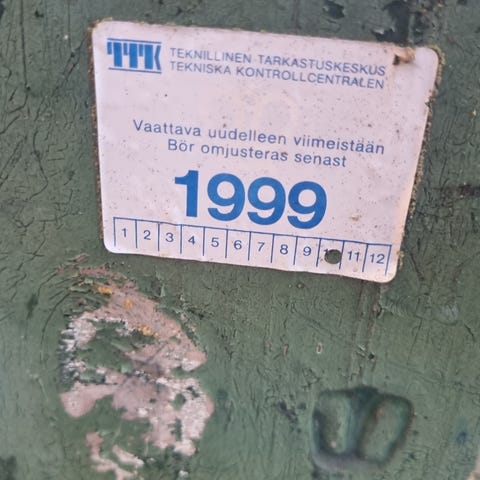 TTK TEKNILLINEN TARKASTUSKESKUS
TEKNISKA KONTROLLCENTRALEN
Vaattava uudelleen viimeistään
Bör omjusteras senast
1999
1 2 3 4 5 6 7 8 9 11 12